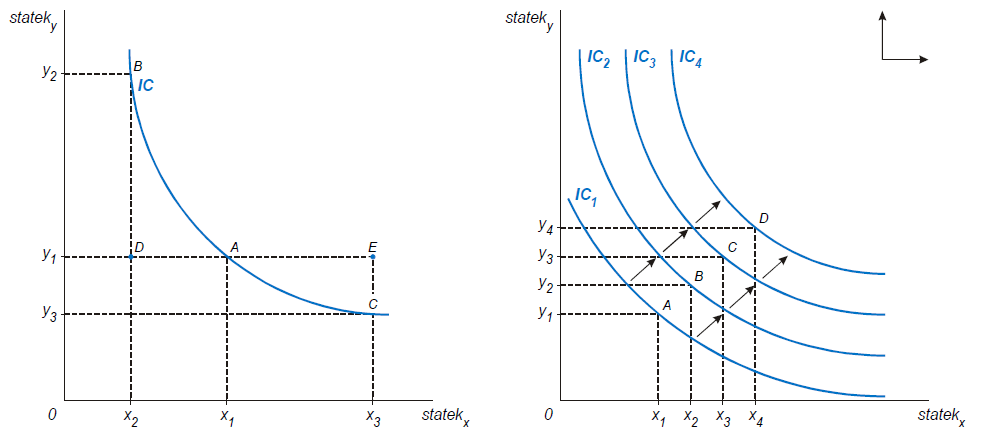 statek_y
y_2
B
IC
y_1
D
A
E
C
y_3
0
x_2
x_1
x_3
statek_x
statek_y
IC_2
IC_3
IC_4
IC_1
y_4
D
y_3
C
y_2
B
y_1
A
0
x_1
x_2
x_3
x_4
statek_x